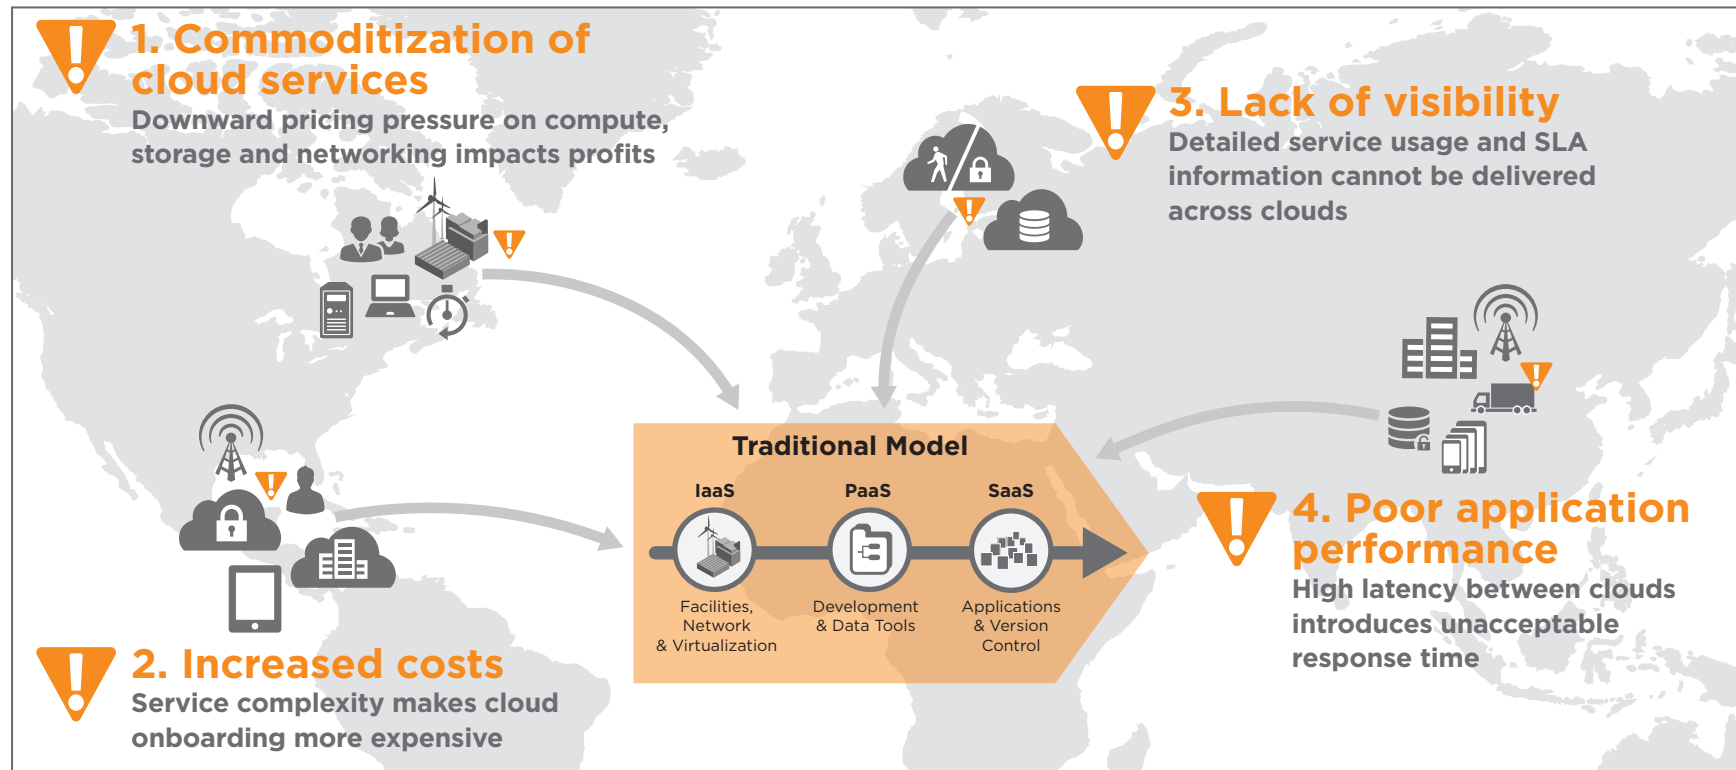 1. Commoditization of
cloud services
Downward pricing pressure on compute,
storage and networking impacts profits
3. Lack of visibility
Detailed service usage and SLA
information cannot be delivered
across clouds
Traditional Model
IaaS
PaaS
SaaS
Facilities,
Network
& Virtualization
Development
& Data Tools
Applications
& Version
Control
2. Increased costs
Service complexity makes cloud
onboarding more expensive
4. Poor application
performance
High latency between clouds
introduces unacceptable
response time